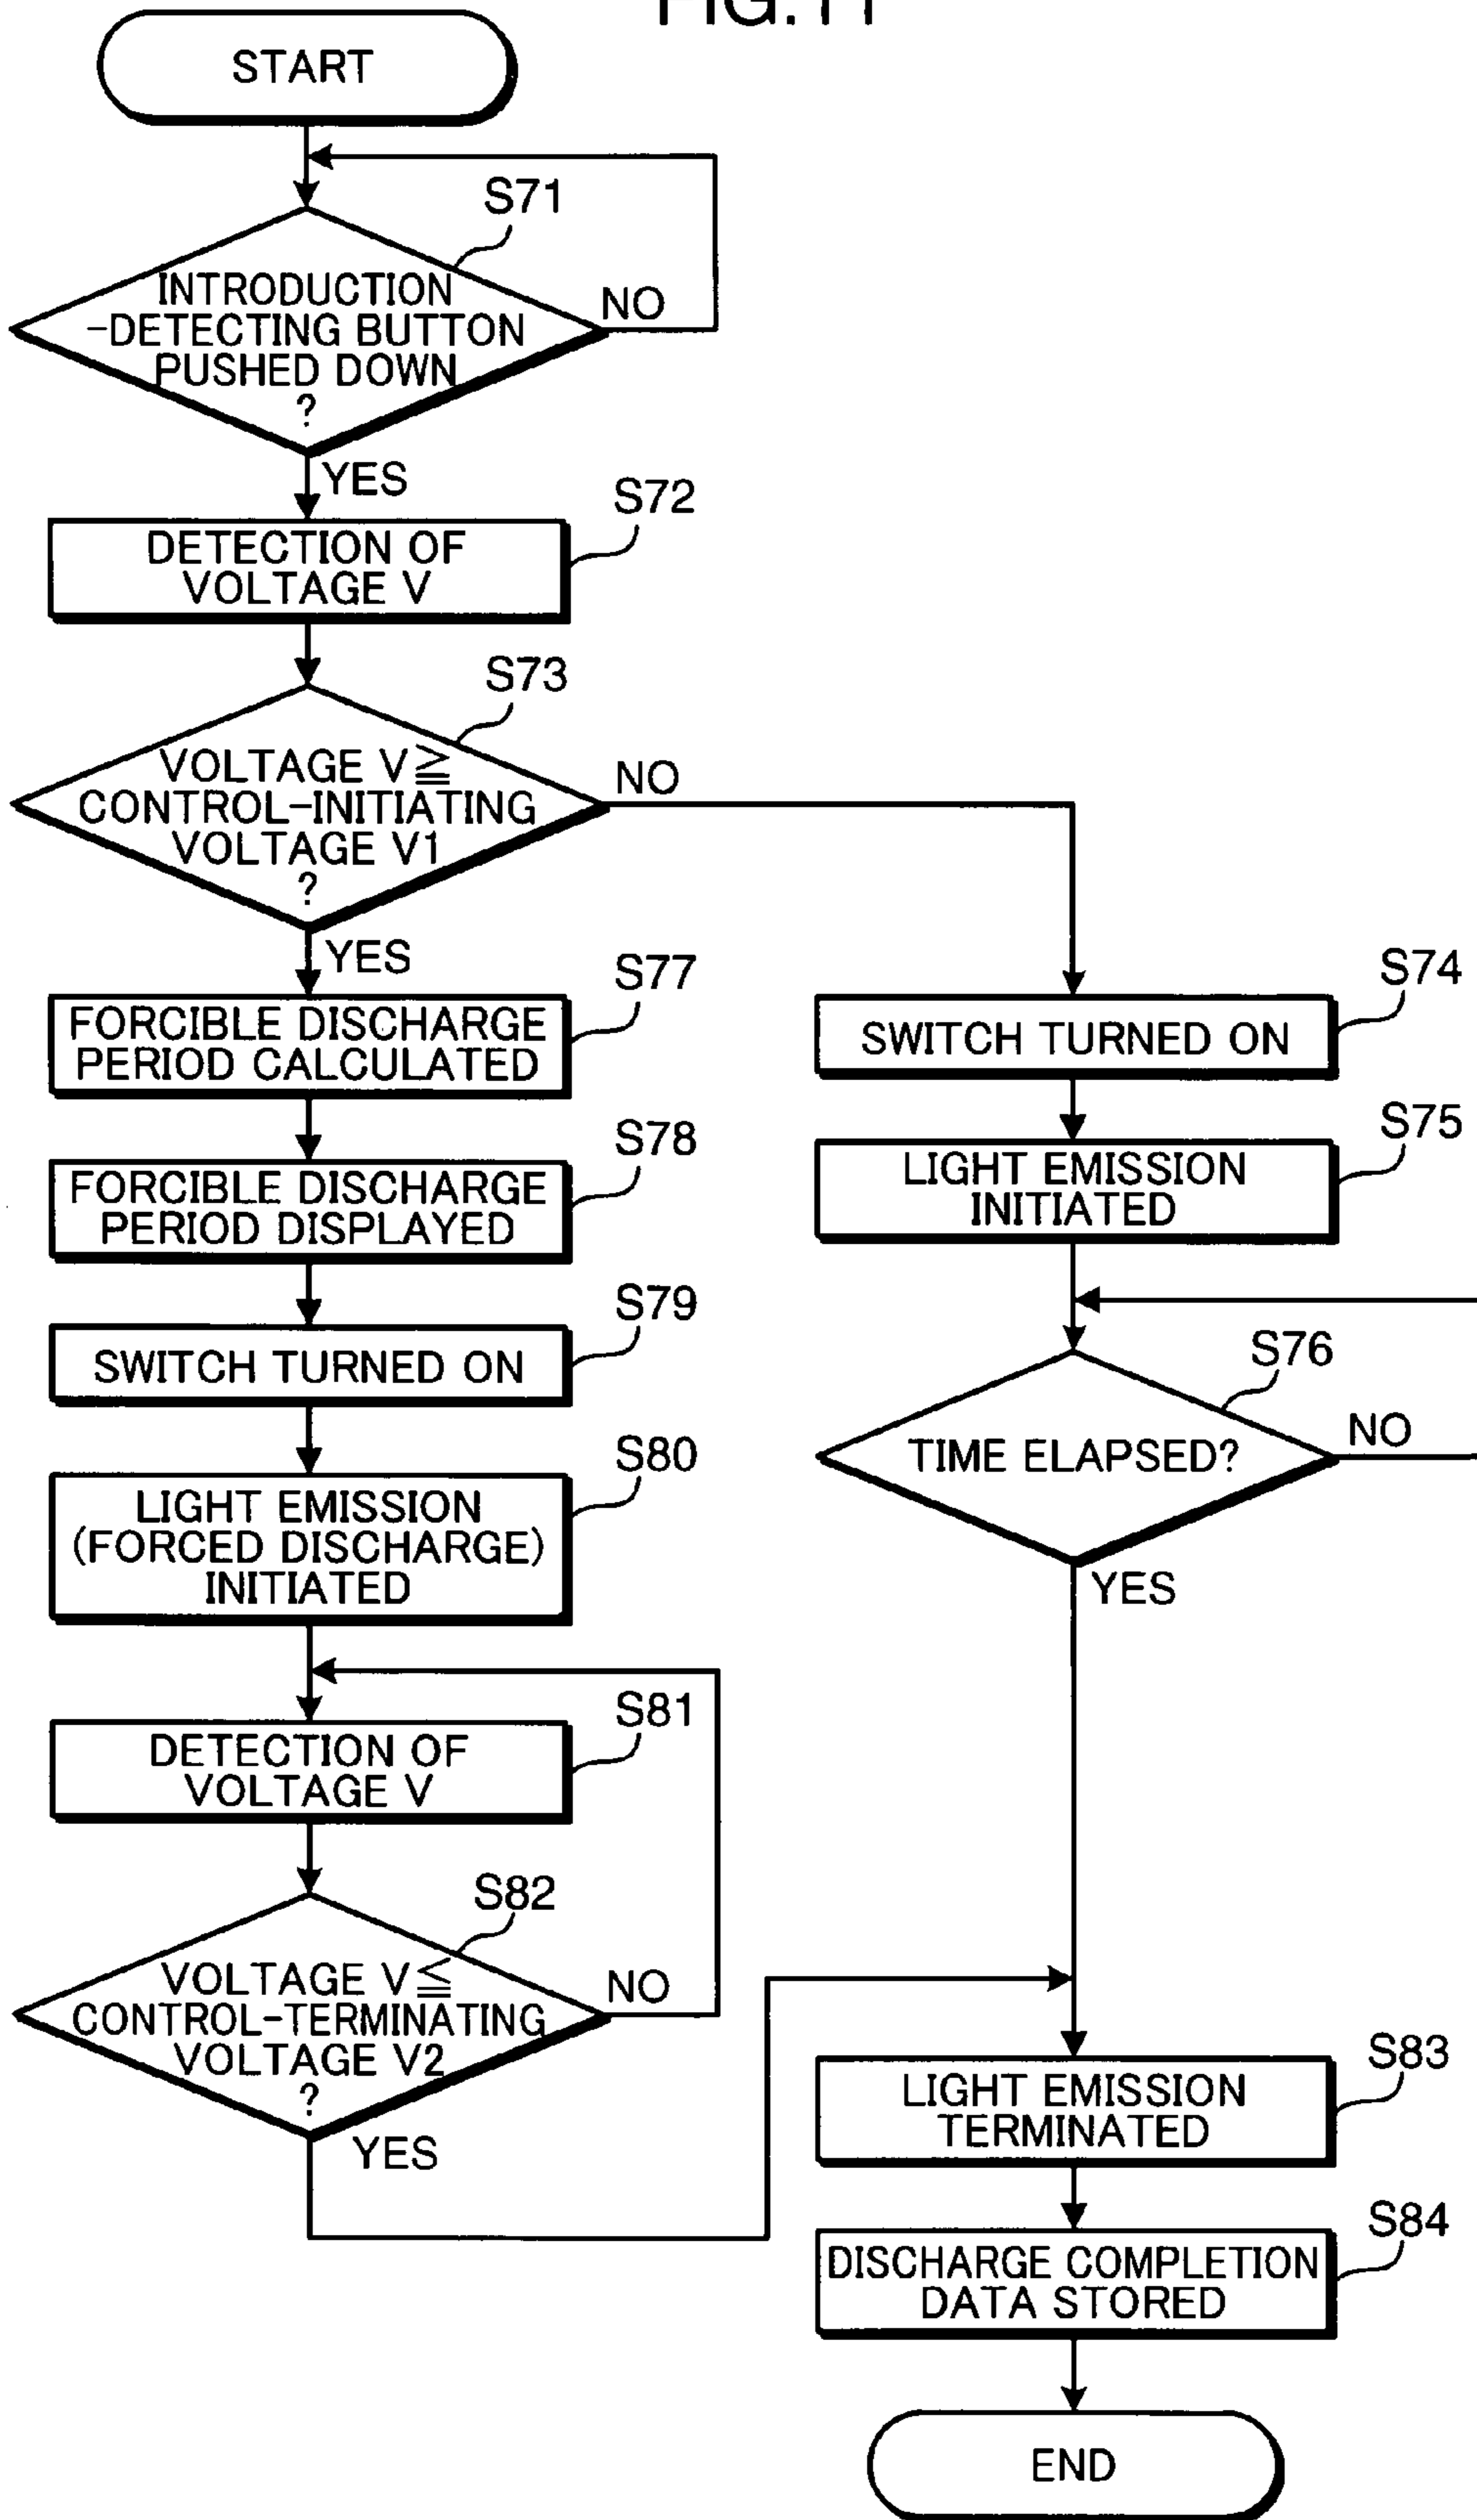 FIG. 11
START
S71
INTRODUCTION
-DETECTING BUTTON
PUSHED DOWN
?
NO
YES
S72
DETECTION OF
VOLTAGE V
S73
VOLTAGE V≧
CONTROL-INITIATING
VOLTAGE V1
?
NO
YES
S77
FORCIBLE DISCHARGE
PERIOD CALCULATED
S78
FORCIBLE DISCHARGE
PERIOD DISPLAYED
S79
SWITCH TURNED ON
S80
LIGHT EMISSION
(FORCED DISCHARGE)
INITIATED
S81
DETECTION OF
VOLTAGE V
S82
VOLTAGE V≦
CONTROL-TERMINATING
VOLTAGE V2
?
NO
YES
S74
SWITCH TURNED ON
S75
LIGHT EMISSION
INITIATED
S76
TIME ELAPSED?
NO
YES
S83
LIGHT EMISSION
TERMINATED
S84
DISCHARGE COMPLETION
DATA STORED
END